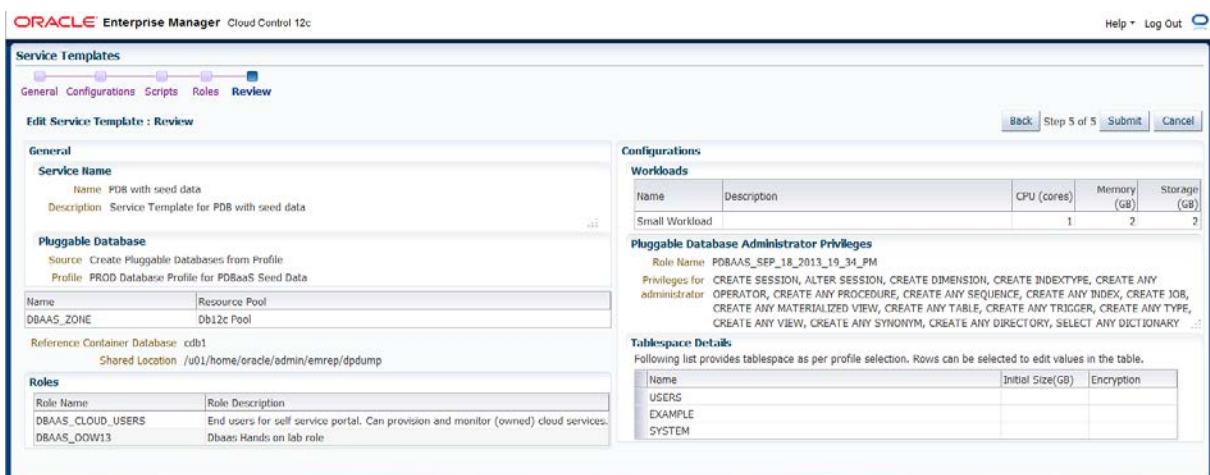 ORACLE Enterprise Manager Cloud Control 12c
Help Log Out
Service Templates
General Configurations Scripts Roles Review
Edit Service Template : Review
Back Step 5 of 5 Submit Cancel
General
Service Name
Name PDB with seed data
Description Service Template for PDB with seed data
Pluggable Database
Source Create Pluggable Databases from Profile
Profile PROD Database Profile for PDBaaS Seed Data
Name Resource Pool
DBAAS_ZONE Db12c Pool
Reference Container Database cdb1
Shared Location /u01/home/oracle/admin/emrep/dpdump
Roles
Role Name Role Description
DBAAS_CLOUD_USERS End users for self service portal. Can provision and monitor (owned) cloud services.
DBAAS_OOW13 Dbaas Hands on lab role
Configurations
Workloads
Name Description CPU (cores) Memory (GB) Storage (GB)
Small Workload 1 2 2
Pluggable Database Administrator Privileges
Role Name PDBAAS_SEP_18_2013_19_34_PM
Privileges for administrator CREATE SESSION, ALTER SESSION, CREATE DIMENSION, CREATE INDEXTYPE, CREATE ANY
OPERATOR, CREATE ANY PROCEDURE, CREATE ANY SEQUENCE, CREATE ANY INDEX, CREATE JOB,
CREATE ANY MATERIALIZED VIEW, CREATE ANY TABLE, CREATE ANY TRIGGER, CREATE ANY TYPE,
CREATE ANY VIEW, CREATE ANY SYNONYM, CREATE ANY DIRECTORY, SELECT ANY DICTIONARY
Tablespace Details
Following list provides tablespace as per profile selection. Rows can be selected to edit values in the table.
Name Initial Size(GB) Encryption
USERS
EXAMPLE
SYSTEM